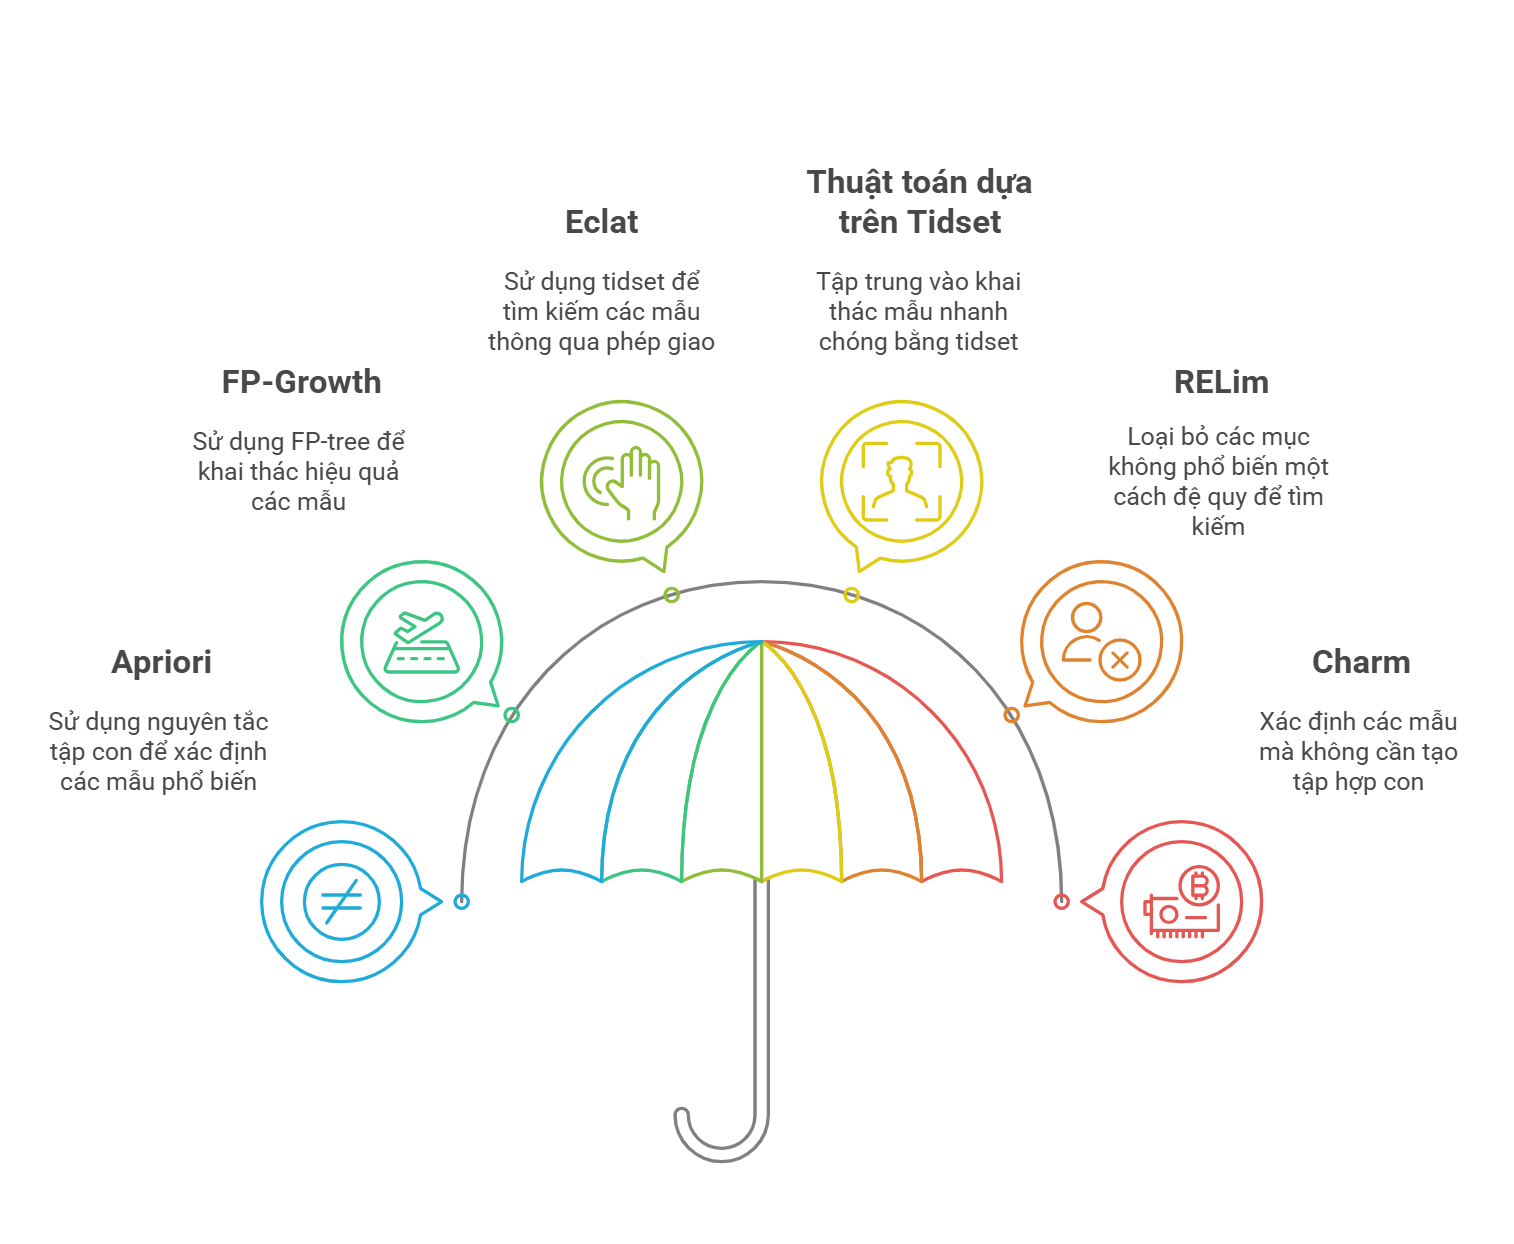 Thuật toán dựa
trên Tidset
Tập trung vào khai
thác mẫu nhanh
chóng bằng tidset
Eclat
Sử dụng tidset để
tìm kiếm các mẫu
thông qua phép giao
FP-Growth
Sử dụng FP-tree để
khai thác hiệu quả
các mẫu
RELim
Loại bỏ các mục
không phổ biến một
cách đệ quy để tìm
kiếm
Apriori
Sử dụng nguyên tắc
tập con để xác định
các mẫu phổ biến
Charm
Xác định các mẫu
mà không cần tạo
tập hợp con